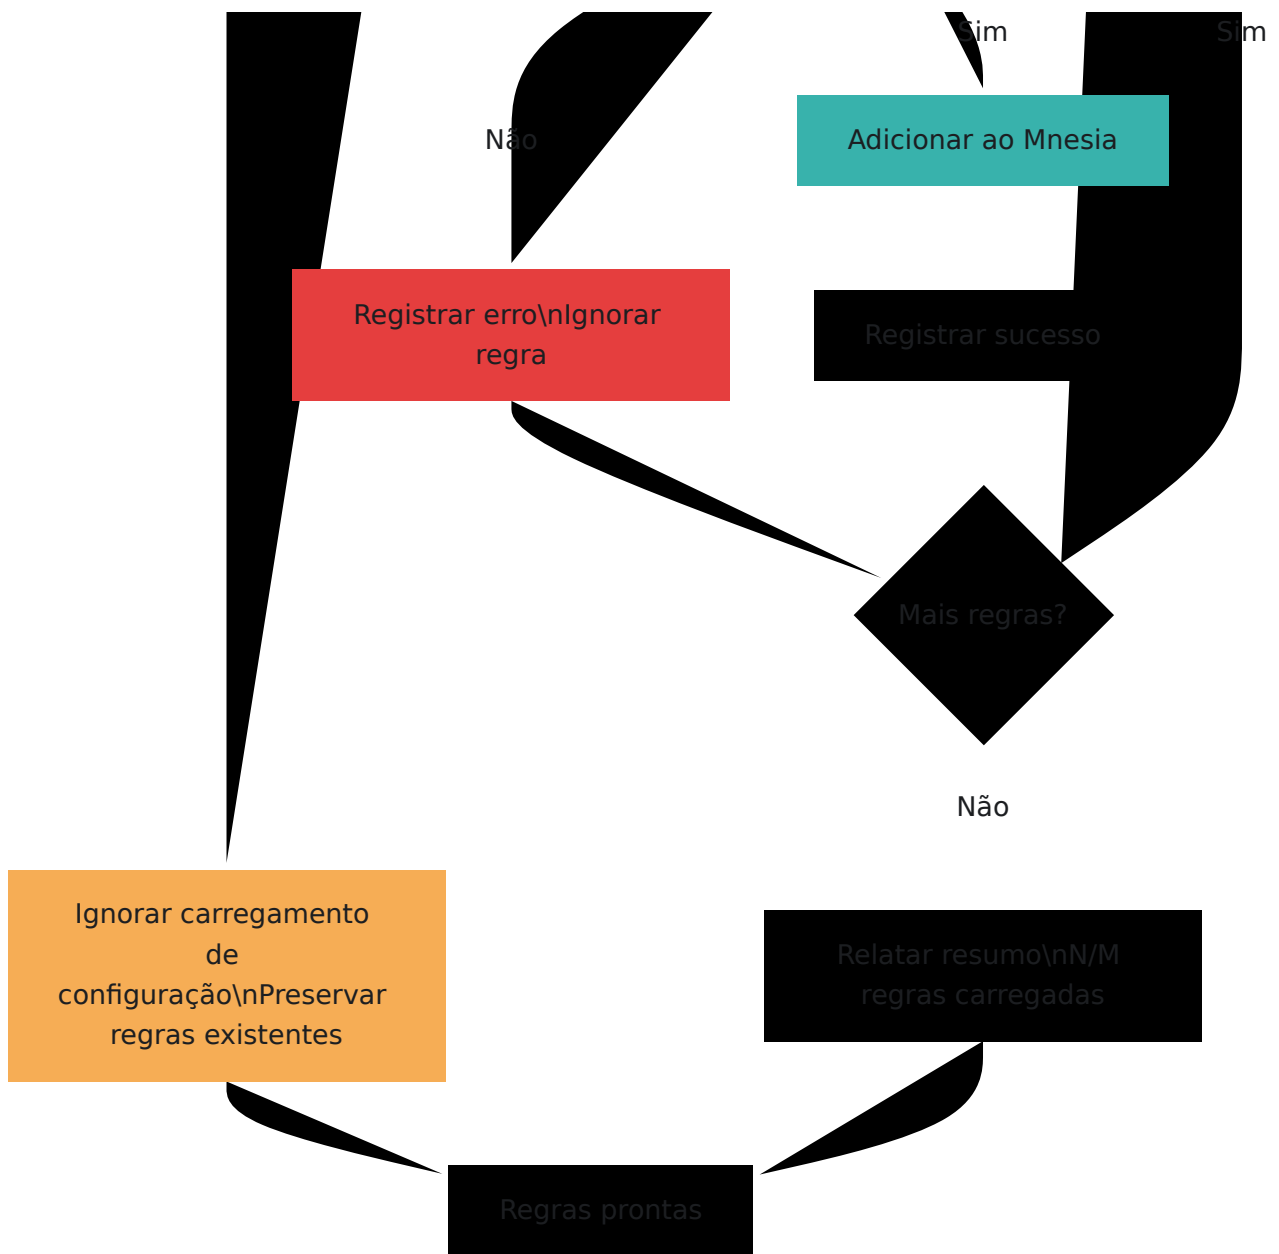 Sim
Sim
Não
Adicionar ao Mnesia
Registrar erro\nIgnorar
regra
Registrar sucesso
Mais regras?
Não
Ignorar carregamento
de
configuração\nPreservar
regras existentes
Relatar resumo\nN/M
regras carregadas
Regras prontas